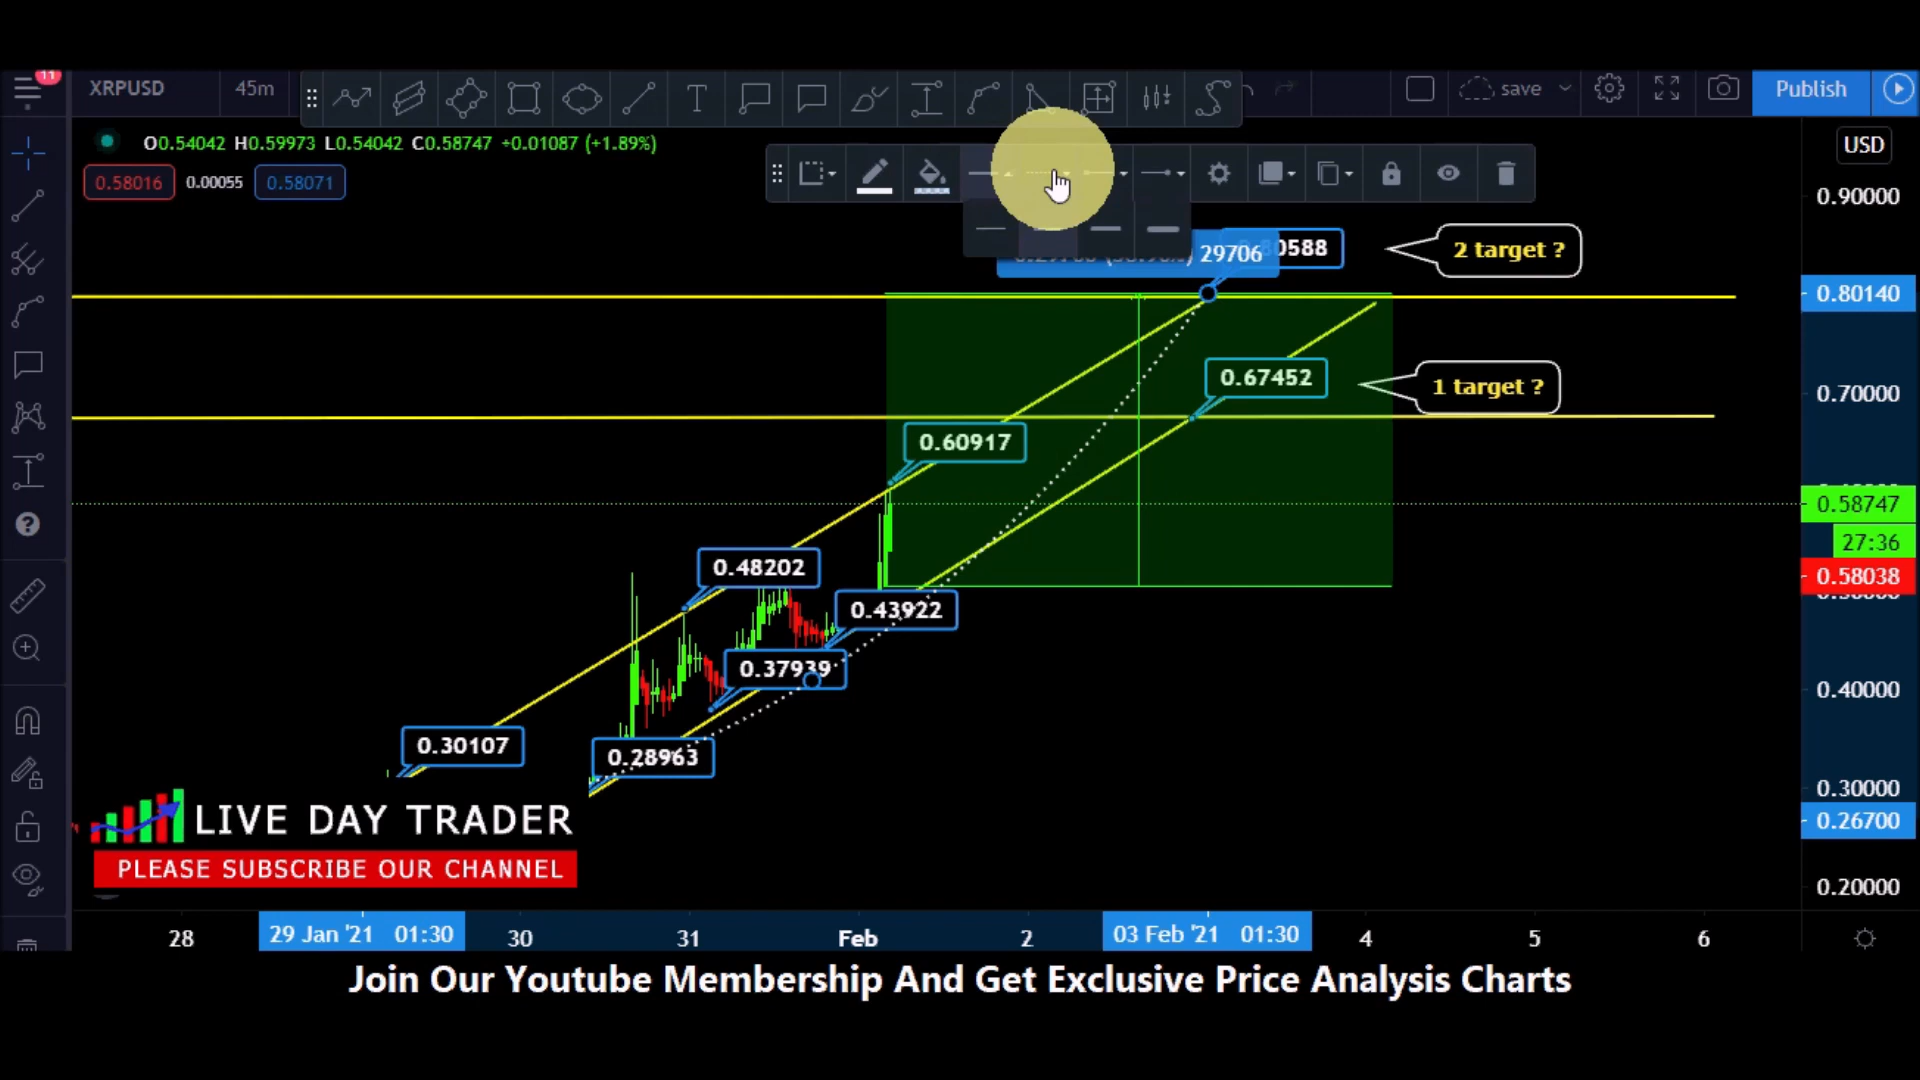 11
XRPUSD
45m
T
save
Publish
O0.54042 H0.59973 L0.54042 C0.58747 +0.01087 (+1.89%)
USD
0.58016
0.00055
0.58071
0.90000
29706
80588
2 target ?
0.80140
0.67452
1 target ?
0.70000
0.60917
0.58747
27:36
0.48202
0.58038
0.43922
0.37939
0.40000
0.30107
0.28963
0.30000
LIVE DAY TRADER
0.26700
PLEASE SUBSCRIBE OUR CHANNEL
0.20000
28
29 Jan '21 01:30
30
31
Feb
2
03 Feb '21 01:30
4
5
6
Join Our Youtube Membership And Get Exclusive Price Analysis Charts